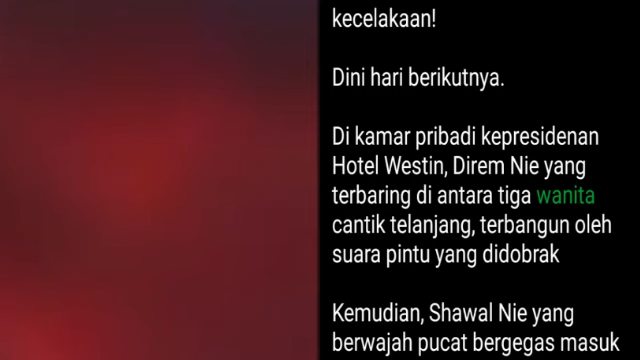 kecelakaan!
Dini hari berikutnya.
Di kamar pribadi kepresidenan
Hotel Westin, Direm Nie yang
terbaring di antara tiga wanita
cantik telanjang, terbangun oleh
suara pintu yang didobrak
Kemudian, Shawal Nie yang
berwajah pucat bergegas masuk